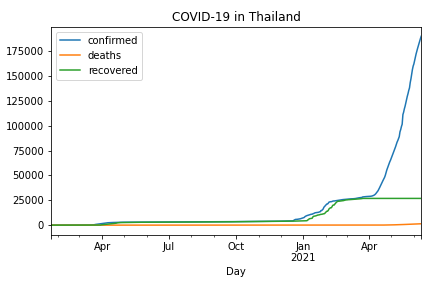 COVID-19 in Thailand
confirmed
deaths
recovered
175000
150000
125000
100000
75000
50000
25000
0
Apr Jul Oct Jan Apr
2021
Day